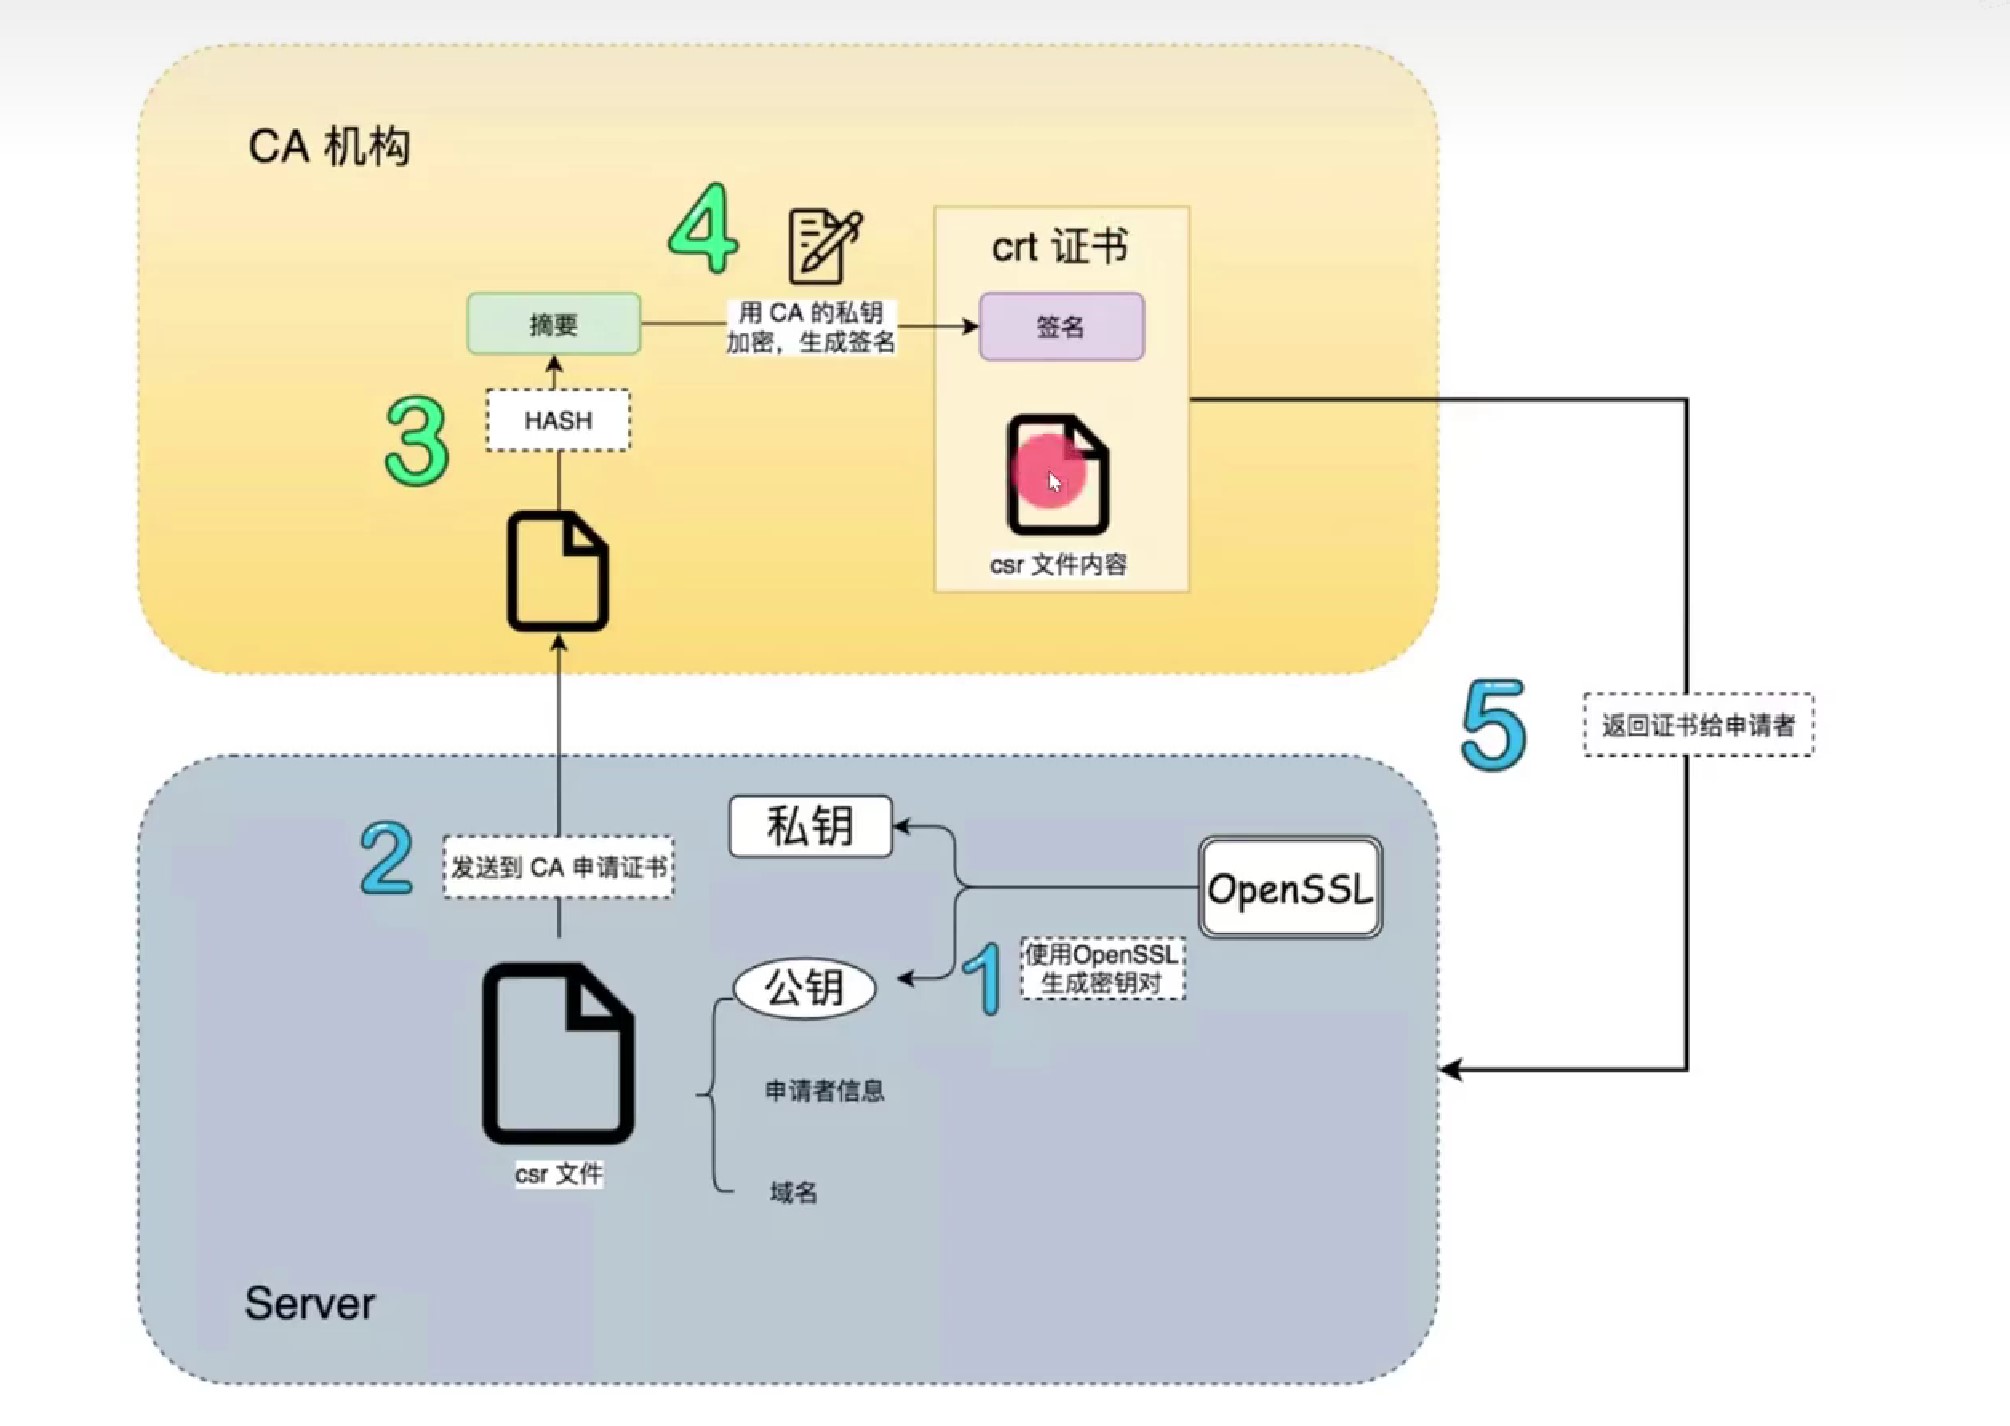 CA 机构
4
crt 证书
摘要
用 CA 的私钥
加密，生成签名
签名
3
HASH
csr 文件内容
5
返回证书给申请者
2
发送到 CA 申请证书
私钥
OpenSSL
1
使用OpenSSL
生成密钥对
公钥
申请者信息
csr 文件
域名
Server